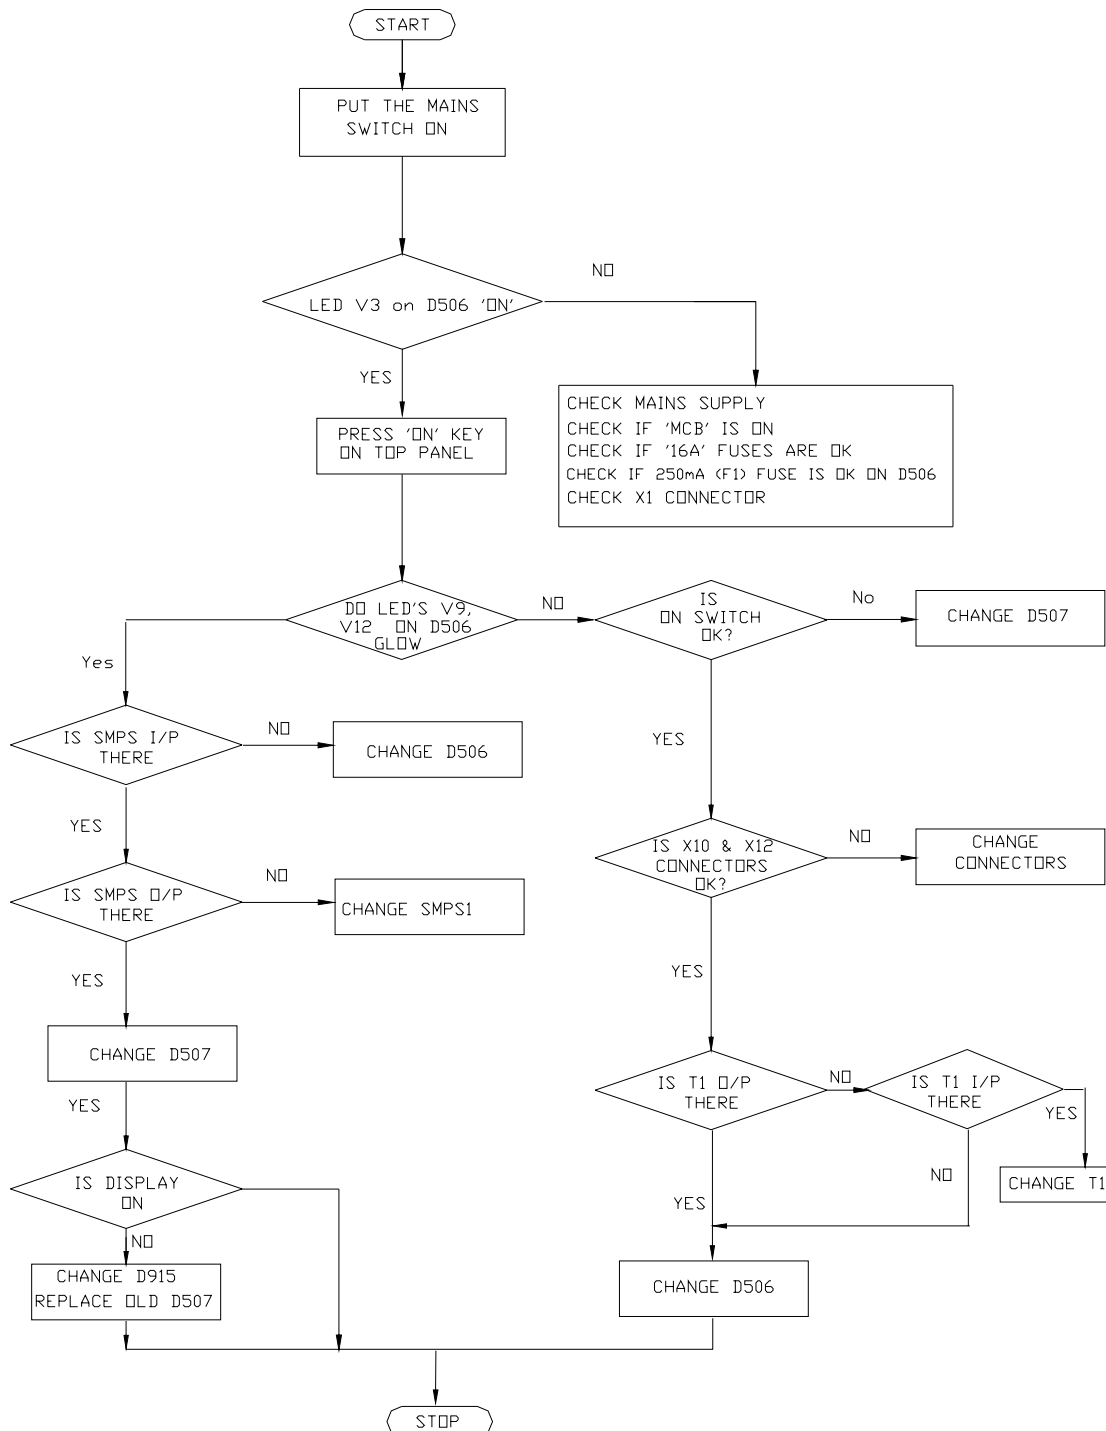 START
PUT THE MAINS
SWITCH ON
NO
LED V3 on D506 'ON'
YES
CHECK MAINS SUPPLY
CHECK IF 'MCB' IS ON
CHECK IF '16A' FUSES ARE OK
CHECK IF 250mA (F1) FUSE IS OK ON D506
CHECK X1 CONNECTOR
PRESS 'ON' KEY
ON TOP PANEL
DO LED'S V9,
V12 ON D506
GLOW
NO
IS
ON SWITCH
OK?
No
CHANGE D507
Yes
IS SMPS I/P
THERE
NO
CHANGE D506
YES
YES
IS SMPS O/P
THERE
NO
CHANGE SMPS1
IS X10 & X12
CONNECTORS
OK?
NO
CHANGE
CONNECTORS
YES
YES
CHANGE D507
YES
IS T1 O/P
THERE
NO
IS T1 I/P
THERE
YES
CHANGE T1
NO
YES
IS DISPLAY
ON
NO
CHANGE D915
REPLACE OLD D507
CHANGE D506
STOP